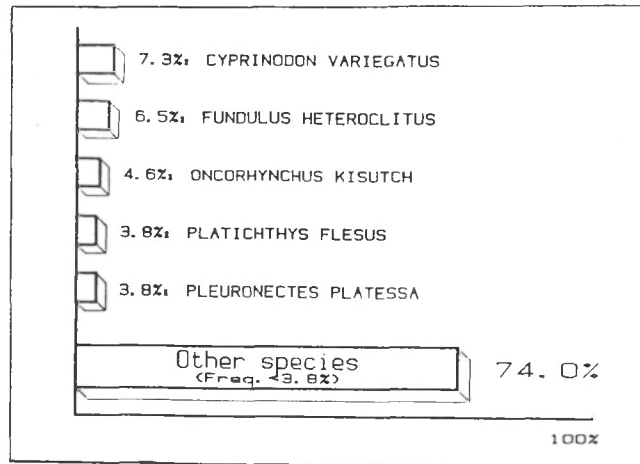 7.3%: CYPRINODON VARIEGATUS
6.5%: FUNDULUS HETEROCLITUS
4.6%: ONCORHYNCHUS KISUTCH
3.8%: PLATICHTHYS FLESUS
3.8%: PLEURONECTES PLATESSA
Other species 74.0%
(Freq. <3.8%)
100%